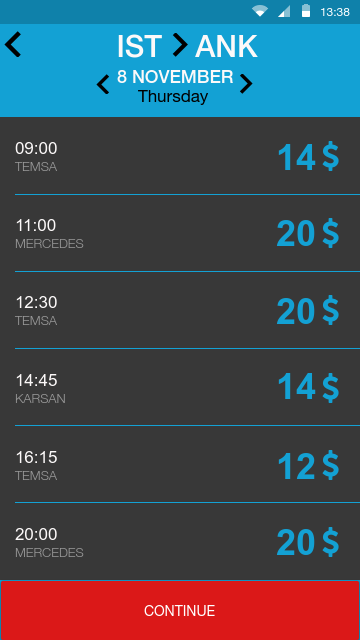 13:38
IST > ANK
8 NOVEMBER
Thursday
09:00
TEMSA
14 $
11:00
MERCEDES
20 $
12:30
TEMSA
20 $
14:45
KARSAN
14 $
16:15
TEMSA
12 $
20:00
MERCEDES
20 $
CONTINUE